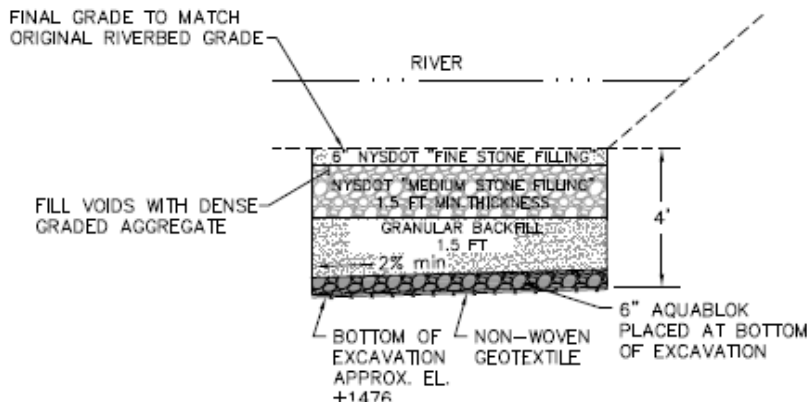 FINAL GRADE TO MATCH
ORIGINAL RIVERBED GRADE
RIVER
6" NYSDOT "FINE STONE FILLING"
NYSDOT "MEDIUM STONE FILLING"
1.5 FT MIN THICKNESS
FILL VOIDS WITH DENSE
GRADED AGGREGATE
4'
GRANULAR BACKFILL
1.5 FT
2% min
BOTTOM OF
EXCAVATION
APPROX. EL.
±1476
NON-WOVEN
GEOTEXTILE
6" AQUABLOK
PLACED AT BOTTOM
OF EXCAVATION